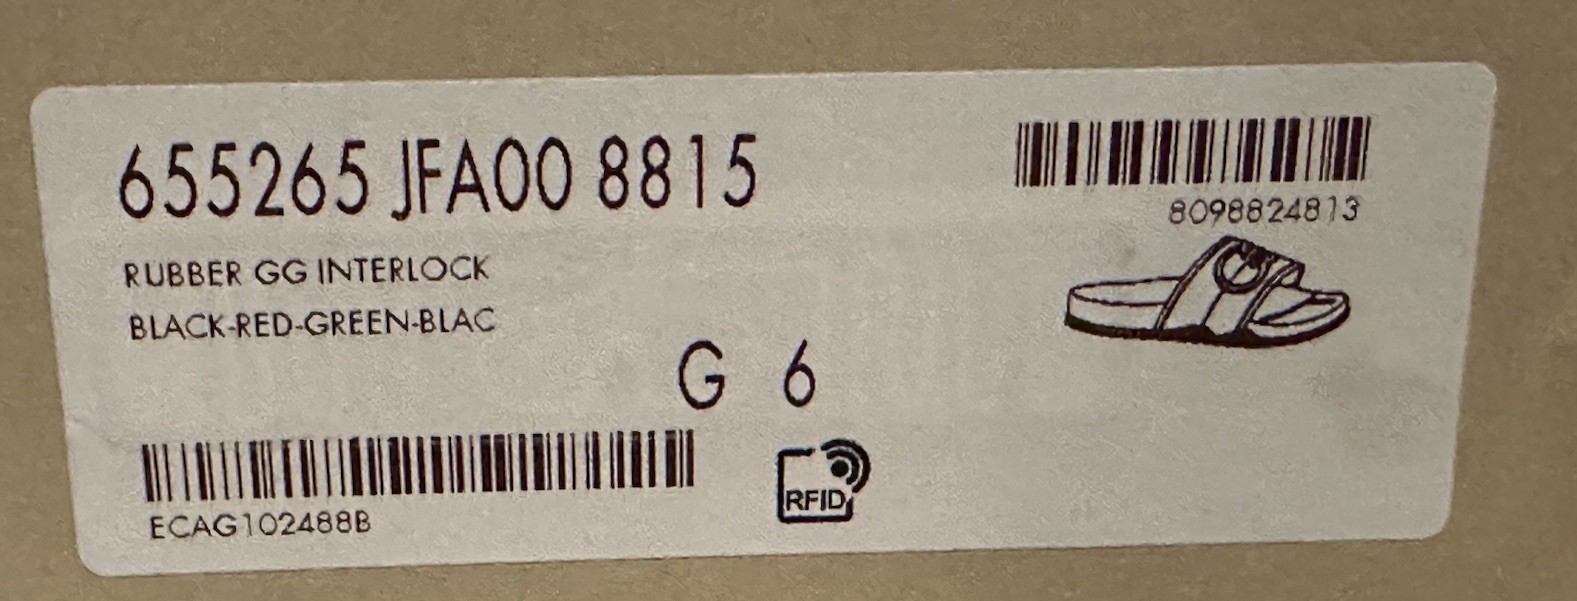 655265 JFA00 8815
8098824813
RUBBER GG INTERLOCK
BLACK-RED-GREEN-BLAC
G 6
RFID
ECAG102488B